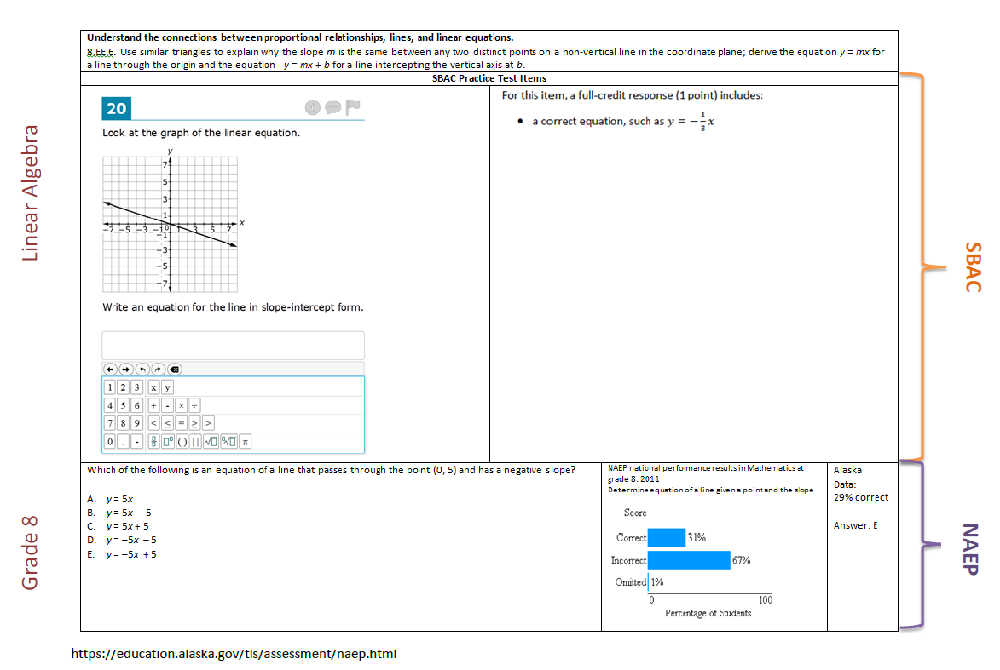 Understand the connections between proportional relationships, lines, and linear equations.
8.EE.6. Use similar triangles to explain why the slope m is the same between any two distinct points on a non-vertical line in the coordinate plane; derive the equation y = mx for
a line through the origin and the equation y = mx + b for a line intercepting the vertical axis at b.
SBAC Practice Test Items
20
Look at the graph of the linear equation.
y
7
5
3
1
-7 -5 -3 -1 0 1 3 5 7 x
-1
-3
-5
-7
Write an equation for the line in slope-intercept form.
1 2 3 x y
4 5 6 + - × ÷
7 8 9 < ≤ = ≥ >
0 . - □/□ □^□ () || √□ ∛□ π
For this item, a full-credit response (1 point) includes:
• a correct equation, such as y = −1/3 x
Linear Algebra
SBAC
Which of the following is an equation of a line that passes through the point (0, 5) and has a negative slope?
A. y = 5x
B. y = 5x – 5
C. y = 5x + 5
D. y = –5x – 5
E. y = –5x + 5
NAEP national performance results in Mathematics at
grade 8: 2011
Determine equation of a line given a point and the slope
Score
Correct 31%
Incorrect 67%
Omitted 1%
0 100
Percentage of Students
Alaska
Data:
29% correct
Answer: E
Grade 8
NAEP
https://education.alaska.gov/tls/assessment/naep.html